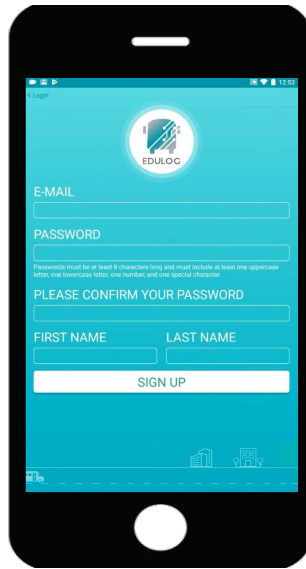 12:53
< Login
EDULOG
E-MAIL
PASSWORD
Passwords must be at least 8 characters long and must include at least one uppercase
letter, one lowercase letter, one number, and one special character.
PLEASE CONFIRM YOUR PASSWORD
FIRST NAME LAST NAME
SIGN UP